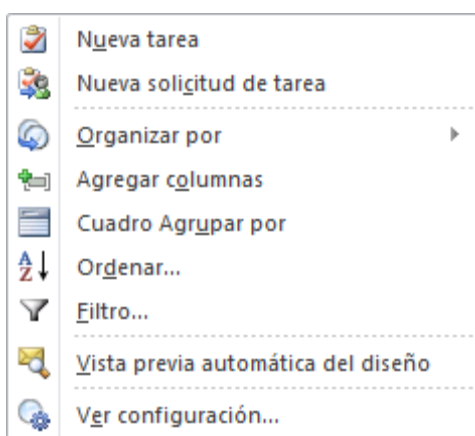 Nueva tarea
Nueva solicitud de tarea
Organizar por
Agregar columnas
Cuadro Agrupar por
Ordenar...
Filtro...
Vista previa automática del diseño
Ver configuración...